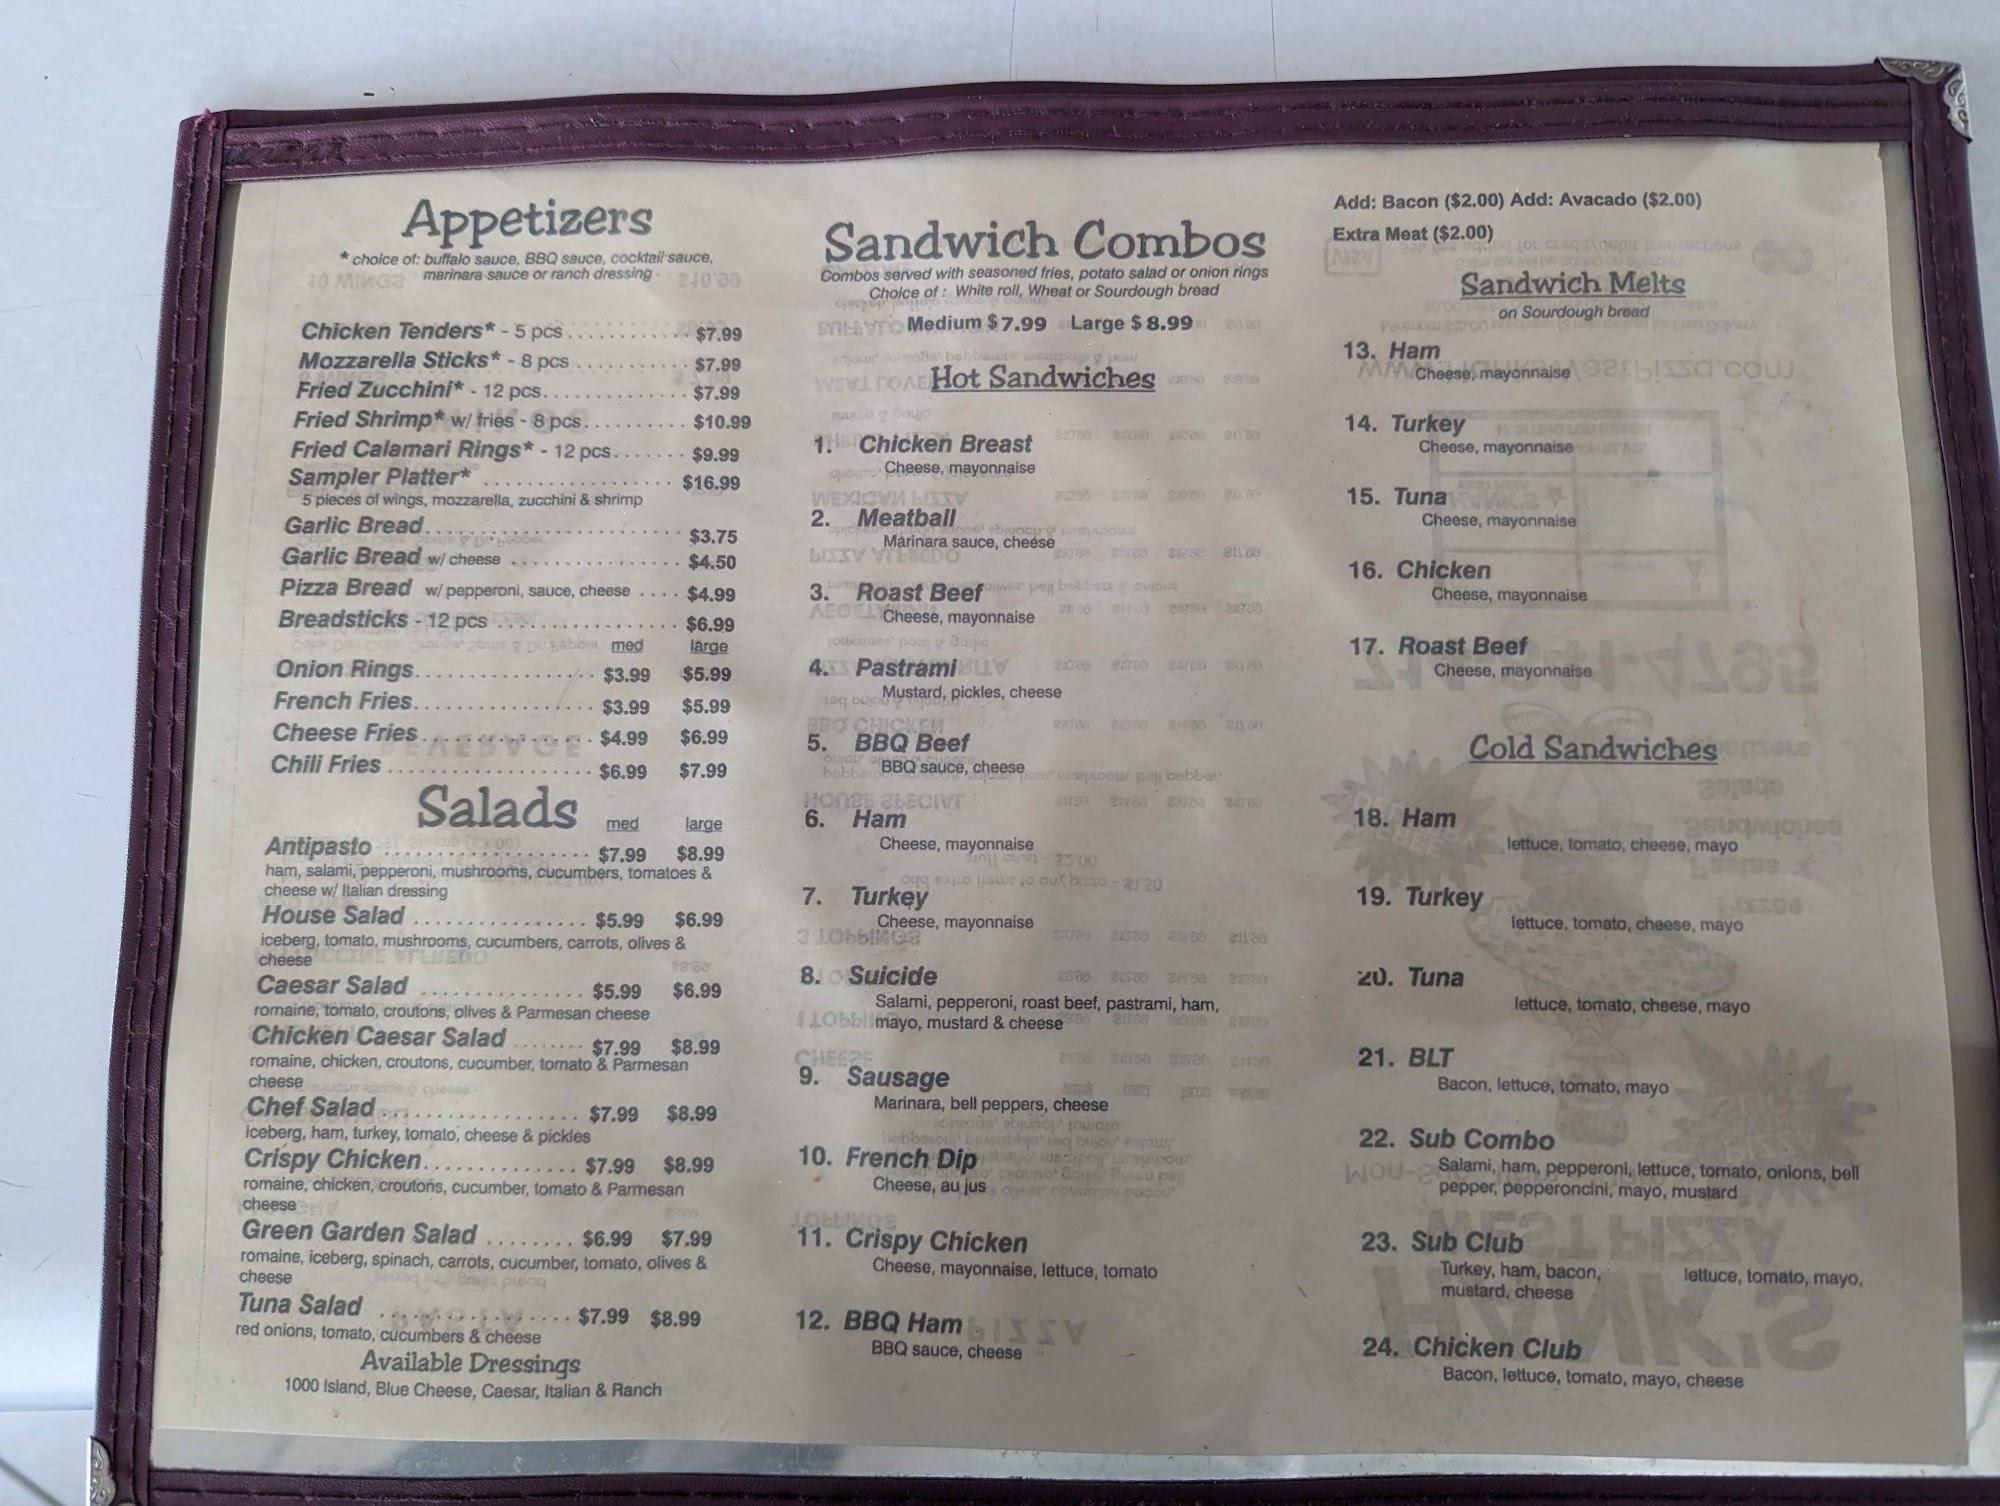 Appetizers
* choice of: buffalo sauce, BBQ sauce, cocktail sauce,
marinara sauce or ranch dressing
Chicken Tenders* - 5 pcs ............ $7.99
Mozzarella Sticks* - 8 pcs ........... $7.99
Fried Zucchini* - 12 pcs.............. $7.99
Fried Shrimp* w/ fries - 8 pcs.......... $10.99
Fried Calamari Rings* - 12 pcs....... $9.99
Sampler Platter* ................. $16.99
5 pieces of wings, mozzarella, zucchini & shrimp
Garlic Bread......................... $3.75
Garlic Bread w/ cheese ................ $4.50
Pizza Bread w/ pepperoni, sauce, cheese .... $4.99
Breadsticks - 12 pcs ................. $6.99
med large
Onion Rings................. $3.99 $5.99
French Fries................. $3.99 $5.99
Cheese Fries................ $4.99 $6.99
Chili Fries ................... $6.99 $7.99
Salads
med large
Antipasto .................... $7.99 $8.99
ham, salami, pepperoni, mushrooms, cucumbers, tomatoes &
cheese w/ Italian dressing
House Salad ................ $5.99 $6.99
iceberg, tomato, mushrooms, cucumbers, carrots, olives &
cheese
Caesar Salad ............... $5.99 $6.99
romaine, tomato, croutons, olives & Parmesan cheese
Chicken Caesar Salad ........ $7.99 $8.99
romaine, chicken, croutons, cucumber, tomato & Parmesan
cheese
Chef Salad................... $7.99 $8.99
Iceberg, ham, turkey, tomato, cheese & pickles
Crispy Chicken.............. $7.99 $8.99
romaine, chicken, croutons, cucumber, tomato & Parmesan
cheese
Green Garden Salad ........ $6.99 $7.99
romaine, iceberg, spinach, carrots, cucumber, tomato, olives &
cheese
Tuna Salad .................. $7.99 $8.99
red onions, tomato, cucumbers & cheese
Available Dressings
1000 Island, Blue Cheese, Caesar, Italian & Ranch
Sandwich Combos
Combos served with seasoned fries, potato salad or onion rings
Choice of : White roll, Wheat or Sourdough bread
Medium $7.99 Large $8.99
Hot Sandwiches
1. Chicken Breast
Cheese, mayonnaise
2. Meatball
Marinara sauce, cheese
3. Roast Beef
Cheese, mayonnaise
4. Pastrami
Mustard, pickles, cheese
5. BBQ Beef
BBQ sauce, cheese
6. Ham
Cheese, mayonnaise
7. Turkey
Cheese, mayonnaise
8. Suicide
Salami, pepperoni, roast beef, pastrami, ham,
mayo, mustard & cheese
9. Sausage
Marinara, bell peppers, cheese
10. French Dip
Cheese, au jus
11. Crispy Chicken
Cheese, mayonnaise, lettuce, tomato
12. BBQ Ham
BBQ sauce, cheese
Add: Bacon ($2.00) Add: Avacado ($2.00)
Extra Meat ($2.00)
Sandwich Melts
on Sourdough bread
13. Ham
Cheese, mayonnaise
14. Turkey
Cheese, mayonnaise
15. Tuna
Cheese, mayonnaise
16. Chicken
Cheese, mayonnaise
17. Roast Beef
Cheese, mayonnaise
Cold Sandwiches
18. Ham
lettuce, tomato, cheese, mayo
19. Turkey
lettuce, tomato, cheese, mayo
20. Tuna
lettuce, tomato, cheese, mayo
21. BLT
Bacon, lettuce, tomato, mayo
22. Sub Combo
Salami, ham, pepperoni, lettuce, tomato, onions, bell
pepper, pepperoncini, mayo, mustard
23. Sub Club
Turkey, ham, bacon, lettuce, tomato, mayo,
mustard, cheese
24. Chicken Club
Bacon, lettuce, tomato, mayo, cheese